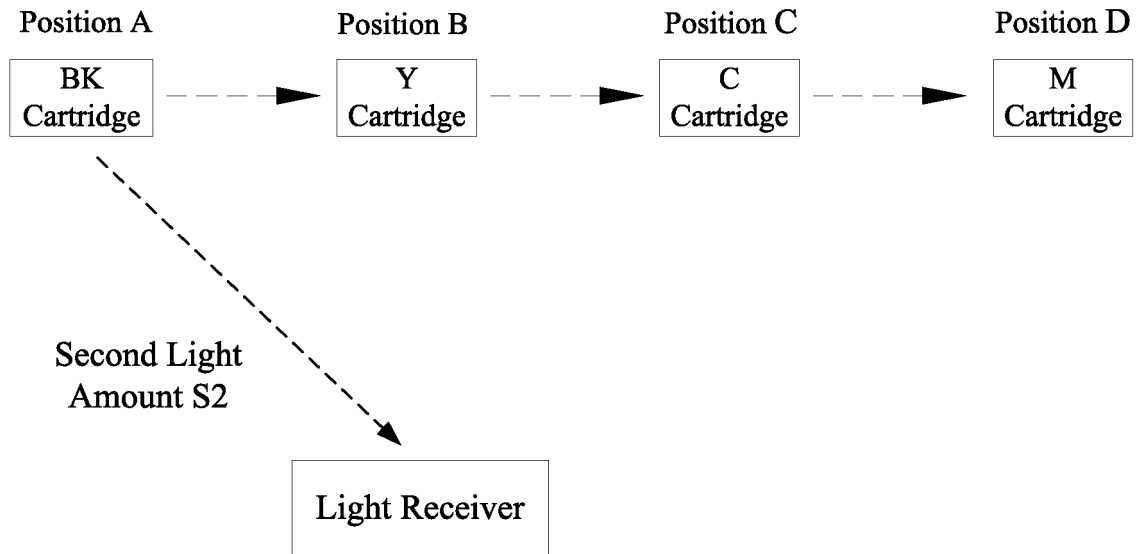 Position A
Position B
Position C
Position D
BK
Cartridge
Y
Cartridge
C
Cartridge
M
Cartridge
Second Light
Amount S2
Light Receiver